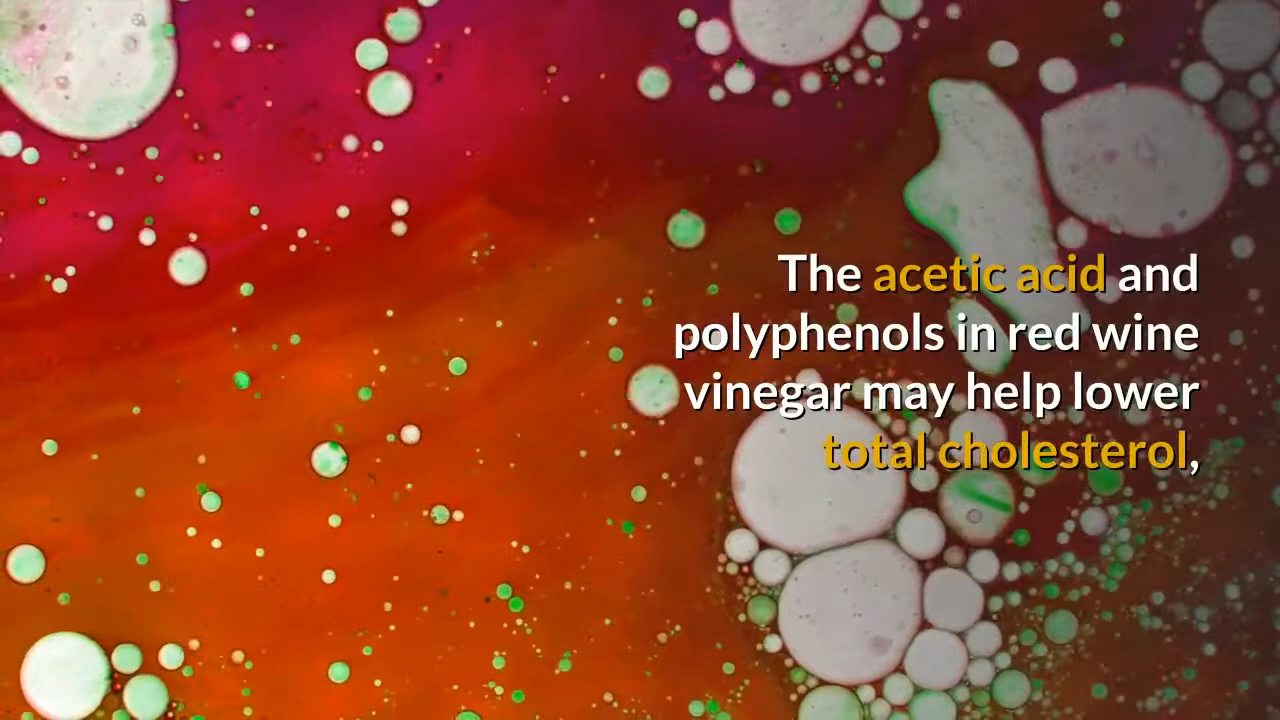 The acetic acid and
polyphenols in red wine
vinegar may help lower
total cholesterol,